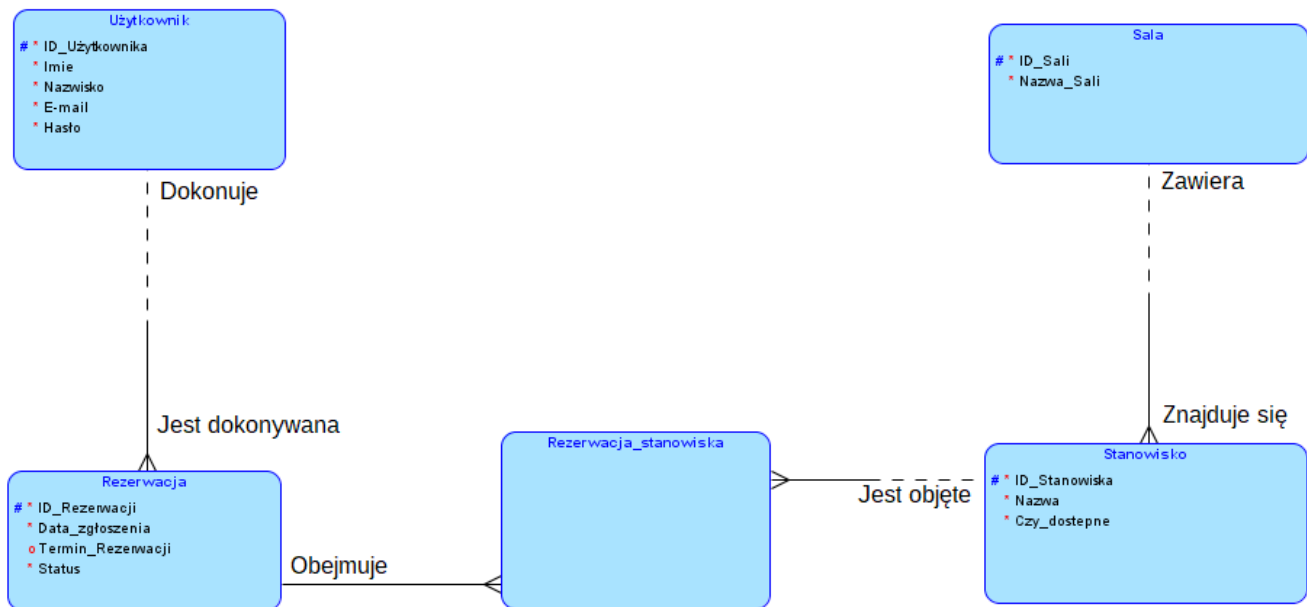 Użytkownik
# * ID_Użytkownika
* Imie
* Nazwisko
* E-mail
* Hasło
Sala
# * ID_Sali
* Nazwa_Sali
Dokonuje
Zawiera
Jest dokonywana
Znajduje się
Rezerwacja
# * ID_Rezerwacji
* Data_zgłoszenia
o Termin_Rezerwacji
* Status
Obejmuje
Rezerwacja_stanowiska
Jest objęte
Stanowisko
# * ID_Stanowiska
* Nazwa
* Czy_dostepne